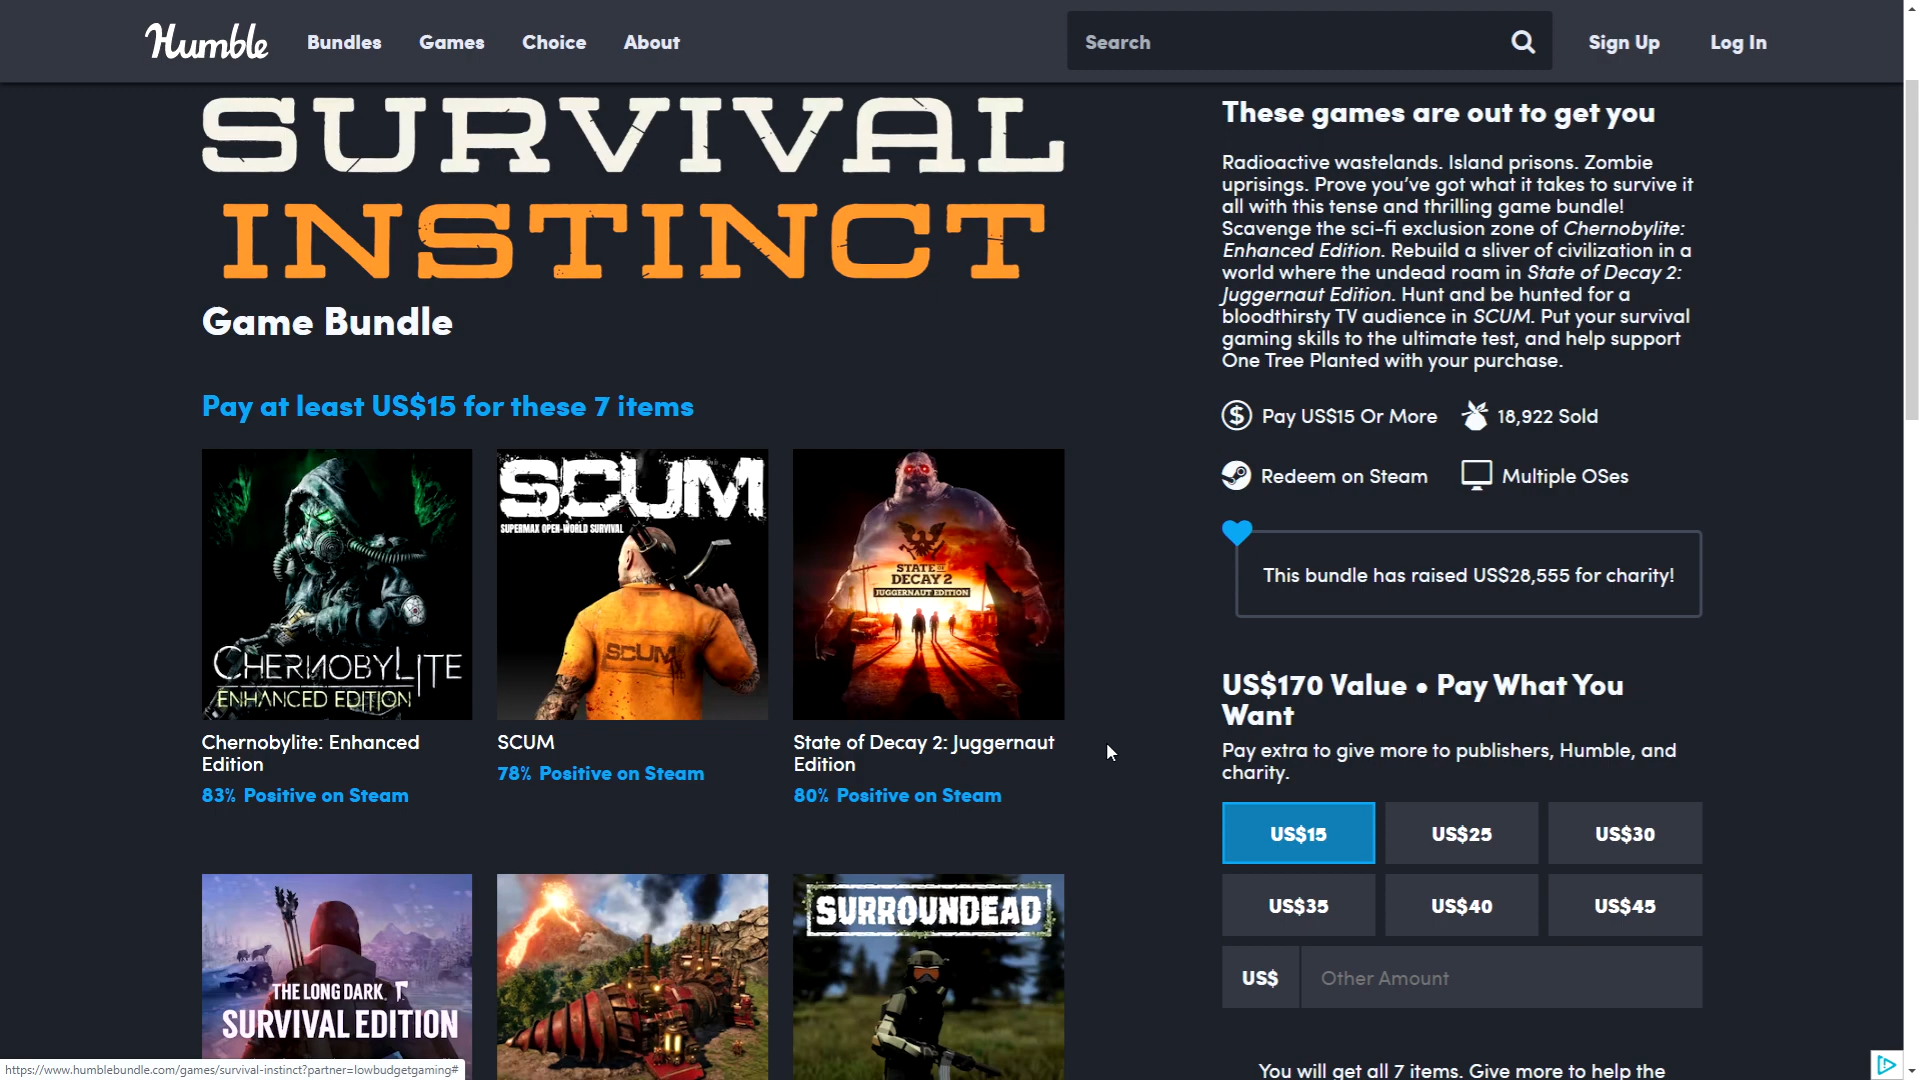 Humble
Bundles
Games
Choice
About
Search
Sign Up
Log In
SURVIVAL
INSTINCT
Game Bundle
Pay at least US$15 for these 7 items
SCUM
SUPERMAX OPEN-WORLD SURVIVAL
SCUM
STATE OF
DECAY 2
JUGGERNAUT EDITION
CHERNOBYLITE
ENHANCED EDITION
Chernobylite: Enhanced
Edition
83% Positive on Steam
SCUM
78% Positive on Steam
State of Decay 2: Juggernaut
Edition
80% Positive on Steam
THE LONG DARK
SURVIVAL EDITION
SURROUNDEAD
These games are out to get you
Radioactive wastelands. Island prisons. Zombie
uprisings. Prove you’ve got what it takes to survive it
all with this tense and thrilling game bundle!
Scavenge the sci-fi exclusion zone of Chernobylite:
Enhanced Edition. Rebuild a sliver of civilization in a
world where the undead roam in State of Decay 2:
Juggernaut Edition. Hunt and be hunted for a
bloodthirsty TV audience in SCUM. Put your survival
gaming skills to the ultimate test, and help support
One Tree Planted with your purchase.
Pay US$15 Or More
18,922 Sold
Redeem on Steam
Multiple OSes
This bundle has raised US$28,555 for charity!
US$170 Value • Pay What You
Want
Pay extra to give more to publishers, Humble, and
charity.
US$15
US$25
US$30
US$35
US$40
US$45
US$
Other Amount
You will get all 7 items. Give more to help the
https://www.humblebundle.com/games/survival-instinct?partner=lowbudgetgaming#